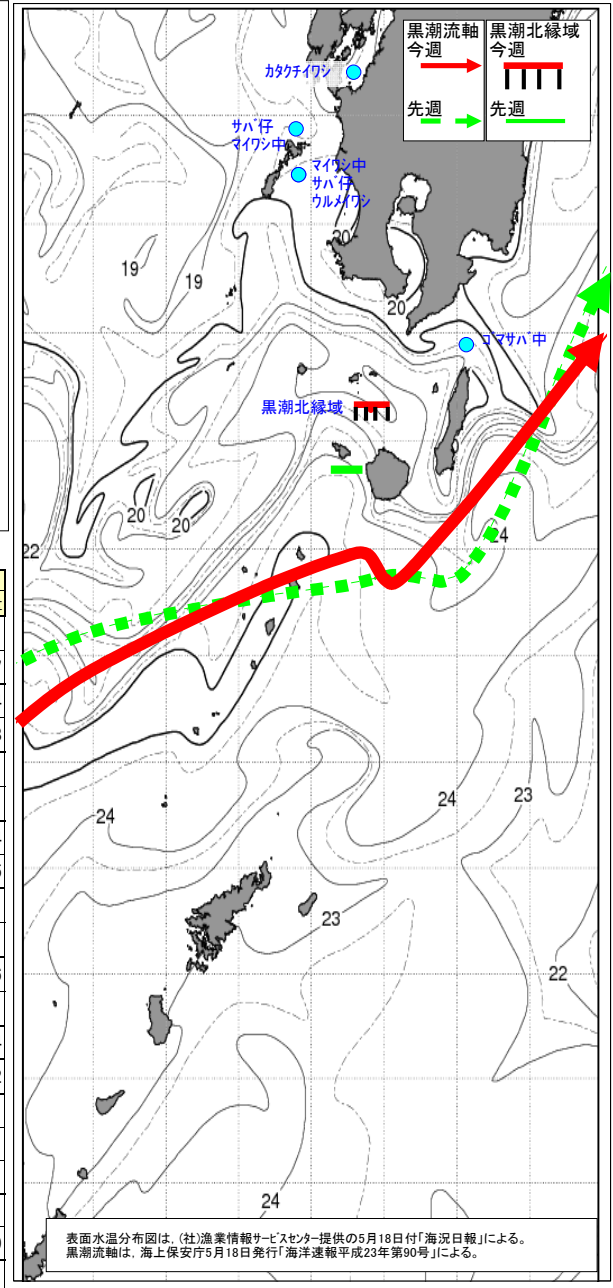 黒潮流軸
今週
先週
黒潮北縁域
今週
先週
カタクチイワシ
サバ仔
マイワシ中
マイワシ中
サバ仔
ウルメイワシ
20
19
19
20
ゴマサバ中
黒潮北縁域
20
20
22
24
24
24
23
23
22
24
表面水温分布図は，(社)漁業情報サービスセンター提供の5月18日付「海況日報」による。
黒潮流軸は，海上保安庁5月18日発行「海洋速報平成23年第90号」による。